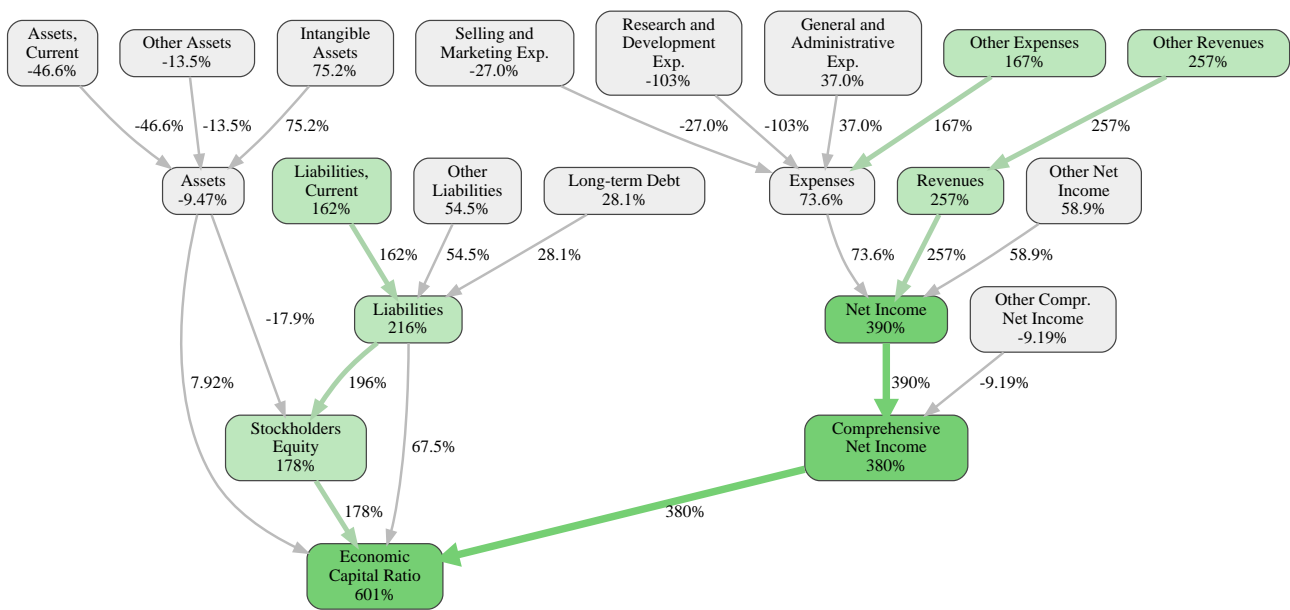 Assets,
Current
-46.6%
Other Assets
-13.5%
Intangible
Assets
75.2%
Selling and
Marketing Exp.
-27.0%
Research and
Development
Exp.
-103%
General and
Administrative
Exp.
37.0%
Other Expenses
167%
Other Revenues
257%
-46.6%
-13.5%
75.2%
-27.0%
-103%
37.0%
167%
257%
Assets
-9.47%
Liabilities,
Current
162%
Other
Liabilities
54.5%
Long-term Debt
28.1%
Expenses
73.6%
Revenues
257%
Other Net
Income
58.9%
162%
54.5%
28.1%
73.6%
257%
58.9%
-17.9%
Liabilities
216%
Net Income
390%
Other Compr.
Net Income
-9.19%
7.92%
196%
390%
-9.19%
Stockholders
Equity
178%
67.5%
Comprehensive
Net Income
380%
178%
380%
Economic
Capital Ratio
601%